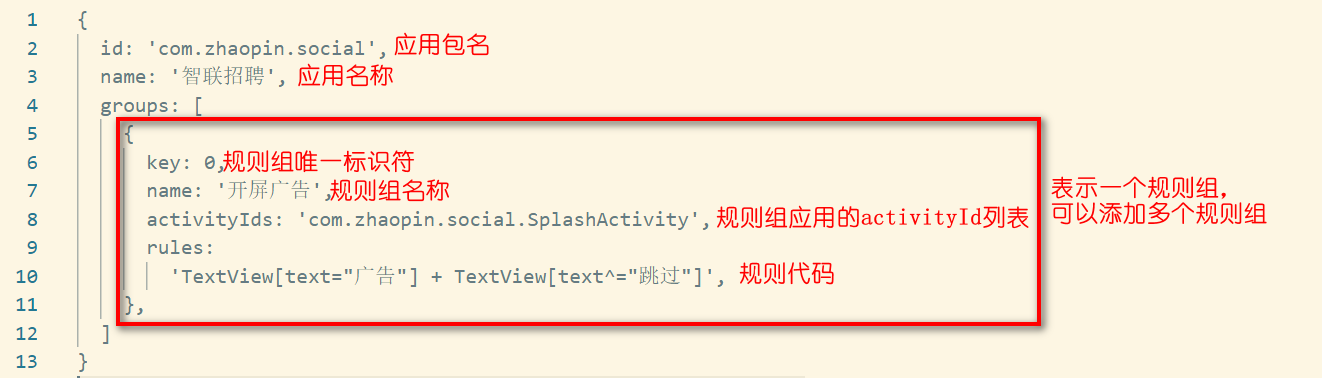 1 {
2 id: 'com.zhaopin.social', 应用包名
3 name: '智联招聘', 应用名称
4 groups: [
5 {
6 key: 0,规则组唯一标识符
7 name: '开屏广告',规则组名称
表示一个规则组,
8 activityIds: 'com.zhaopin.social.SplashActivity', 规则组应用的activityId列表
可以添加多个规则组
9 rules:
10 'TextView[text="广告"] + TextView[text^="跳过"]', 规则代码
11 },
12 ]
13 }